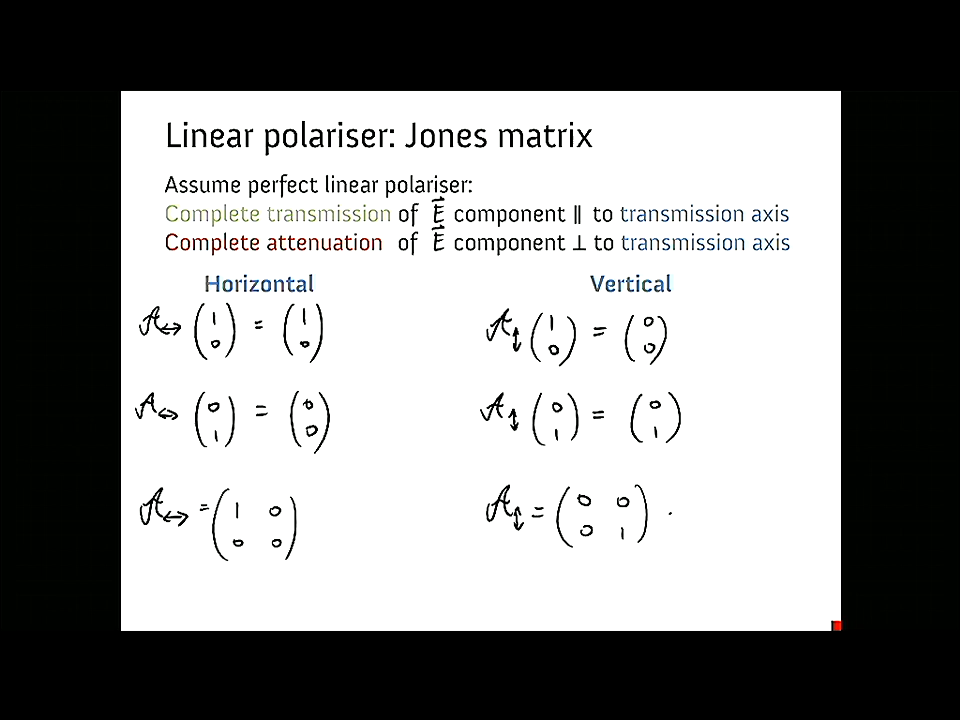 Linear polariser: Jones matrix
Assume perfect linear polariser:
Complete transmission of E⃗ component ∥ to transmission axis
Complete attenuation of E⃗ component ⊥ to transmission axis
Horizontal
A↔ (1 0) = (1 0)
A↔ (0 1) = (0 0)
A↔ = (1 0
0 0)
Vertical
A↕ (1 0) = (0 0)
A↕ (0 1) = (0 1)
A↕ = (0 0
0 1) .